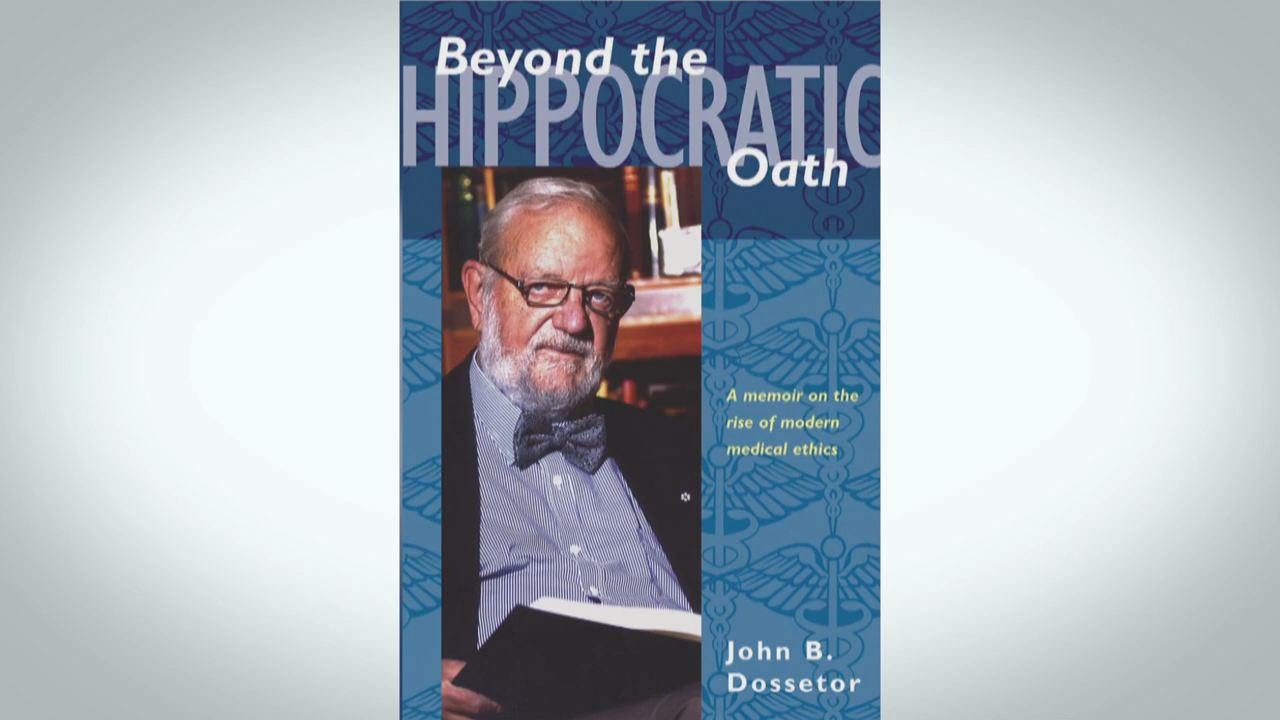 Beyond the
HIPPOCRATIC
Oath
A memoir on the
rise of modern
medical ethics
John B.
Dossetor